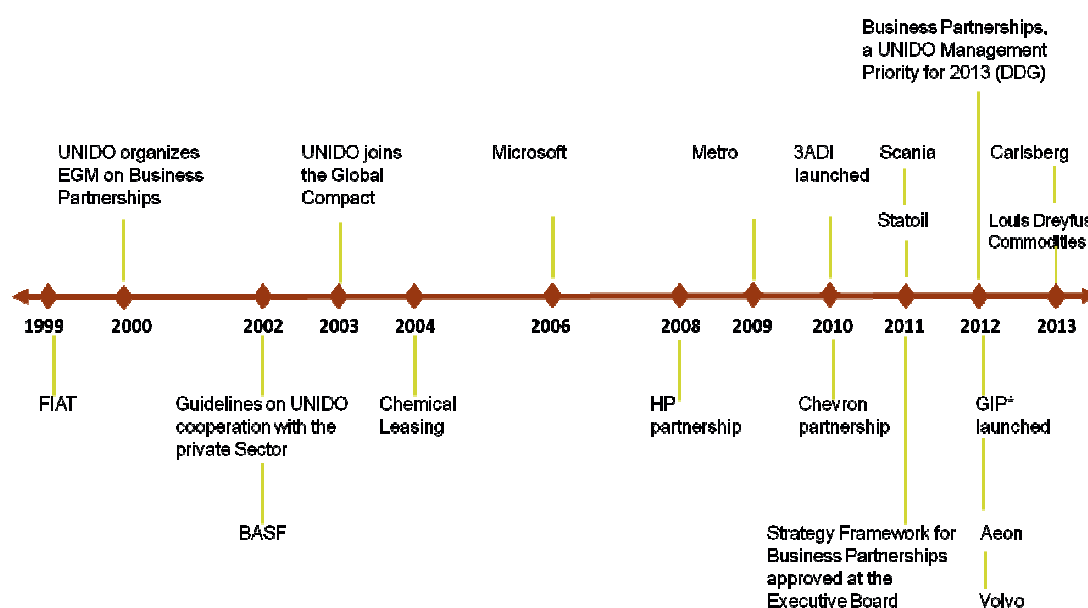 Business Partnerships,
a UNIDO Management
Priority for 2013 (DDG)
UNIDO organizes
EGM on Business
Partnerships
UNIDO joins
the Global
Compact
Microsoft
Metro
3ADI
launched
Scania
Statoil
Carlsberg
Louis Dreyfus
Commodities
1999
2000
2002
2003
2004
2006
2008
2009
2010
2011
2012
2013
FIAT
Guidelines on UNIDO
cooperation with the
private Sector
BASF
Chemical
Leasing
HP
partnership
Chevron
partnership
Strategy Framework for
Business Partnerships
approved at the
Executive Board
GIP*
launched
Aeon
Volvo